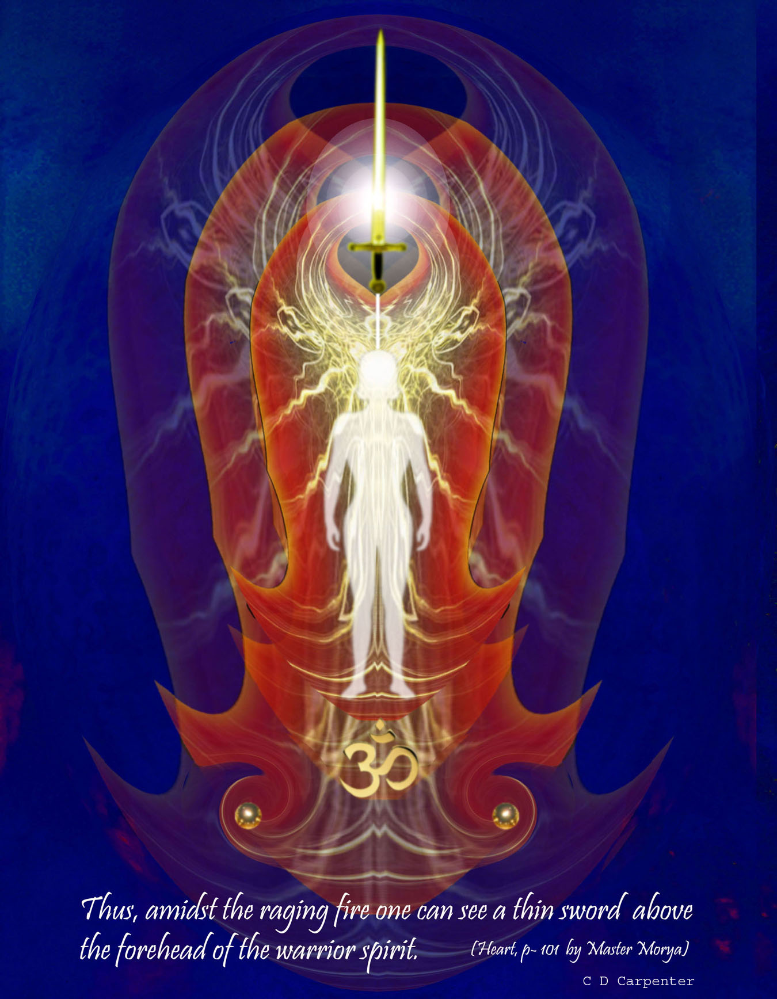 ॐ
Thus, amidst the raging fire one can see a thin sword above
the forehead of the warrior spirit. (Heart, p- 101 by Master Morya)
C D Carpenter